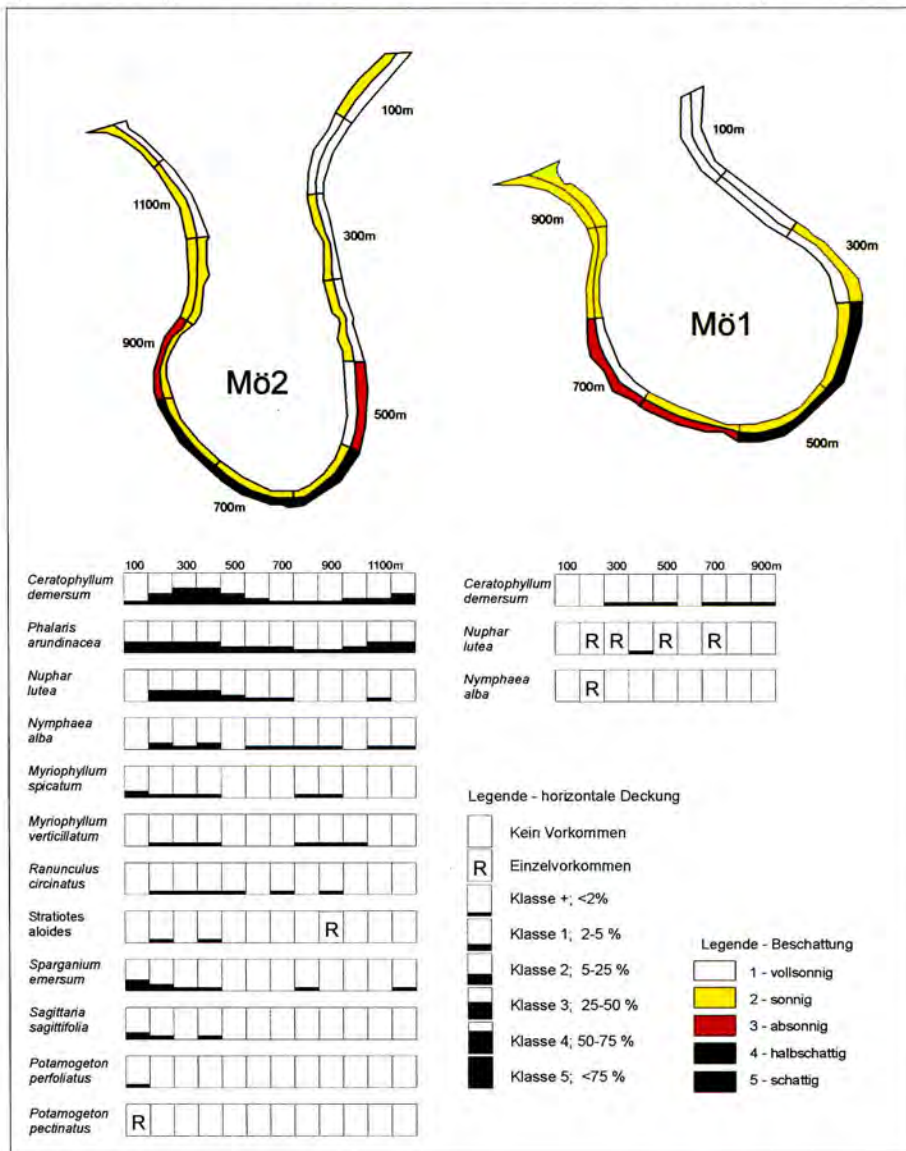 100m
100m
1100m
300m
900m
300m
Mö1
900m
Mö2
700m
500m
500m
700m
100 300 500 700 900 1100m
Ceratophyllum
demersum
Phalaris
arundinacea
Nuphar
lutea
Nymphaea
alba
Myriophyllum
spicatum
Myriophyllum
verticillatum
Ranunculus
circinatus
Stratiotes
aloides
R
Sparganium
emersum
Sagittaria
sagittifolia
Potamogeton
perfoliatus
Potamogeton
pectinatus
R
100 300 500 700 900m
Ceratophyllum
demersum
Nuphar
lutea
R R R R
Nymphaea
alba
R
Legende - horizontale Deckung
Kein Vorkommen
R Einzelvorkommen
Klasse +; <2%
Klasse 1; 2-5 %
Klasse 2; 5-25 %
Klasse 3; 25-50 %
Klasse 4; 50-75 %
Klasse 5; <75 %
Legende - Beschattung
1 - vollsonnig
2 - sonnig
3 - absonnig
4 - halbschattig
5 - schattig